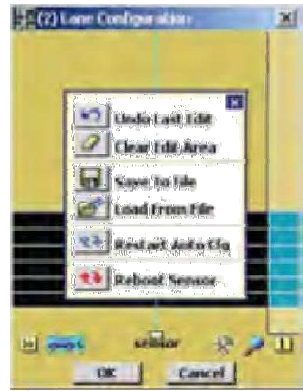 (2) Lane Configuration
Undo Last Edit
Clear Edit Area
Save To File
Load From File
Restart Auto Cfg
Reboot Sensor
sensor
OK
Cancel